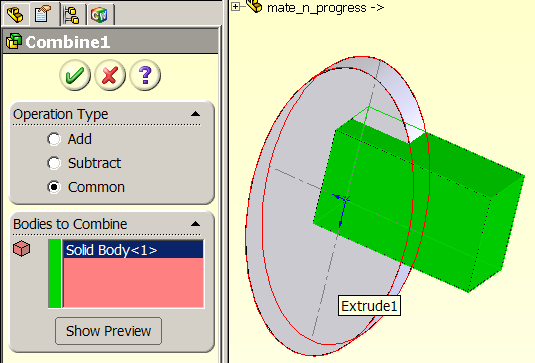 mate_n_progress ->
Combine1
?
Operation Type
Add
Subtract
Common
Bodies to Combine
Solid Body<1>
Show Preview
Extrude1